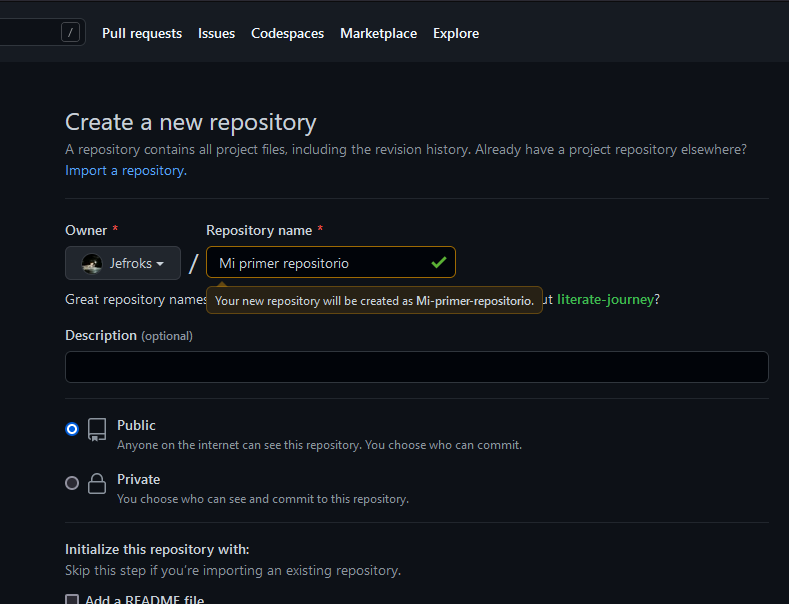 / Pull requests Issues Codespaces Marketplace Explore
Create a new repository
A repository contains all project files, including the revision history. Already have a project repository elsewhere?
Import a repository.
Owner * Repository name *
Jefroks / Mi primer repositorio
Great repository names
Your new repository will be created as Mi-primer-repositorio.
literate-journey?
Description (optional)
Public
Anyone on the internet can see this repository. You choose who can commit.
Private
You choose who can see and commit to this repository.
Initialize this repository with:
Skip this step if you're importing an existing repository.
Add a README file